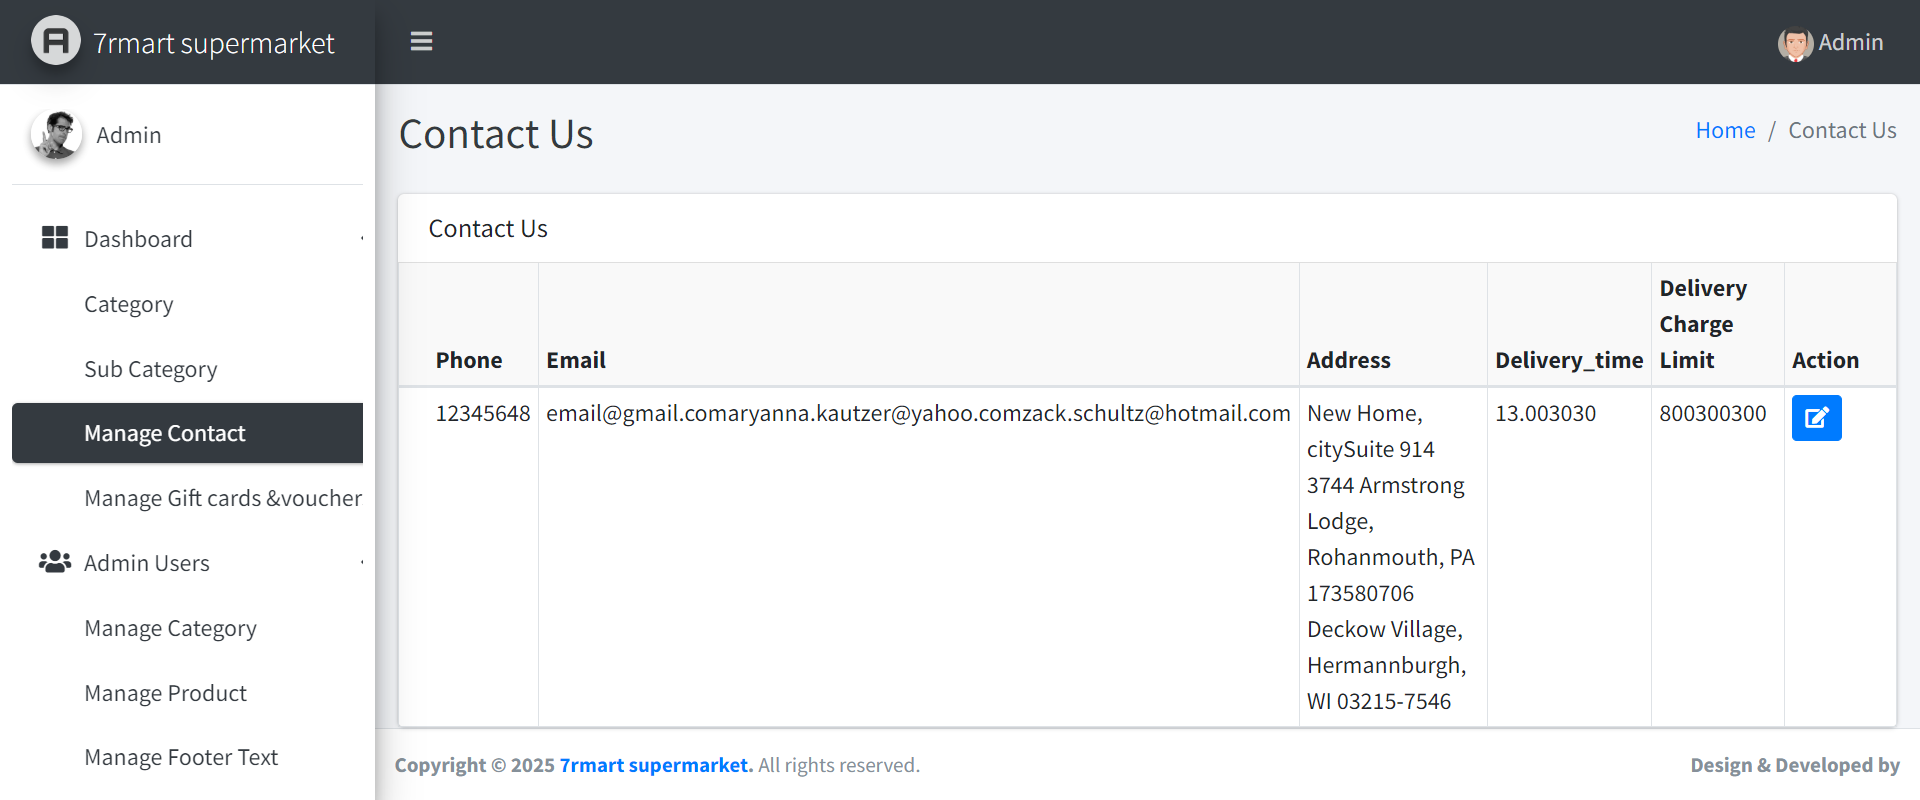 7rmart supermarket
Admin
Admin
Contact Us
Home / Contact Us
Dashboard
Category
Sub Category
Manage Contact
Manage Gift cards &voucher
Admin Users
Manage Category
Manage Product
Manage Footer Text
Contact Us
Phone
Email
Address
Delivery_time
Delivery
Charge
Limit
Action
12345648
email@gmail.comaryanna.kautzer@yahoo.comzack.schultz@hotmail.com
New Home,
citySuite 914
3744 Armstrong
Lodge,
Rohanmouth, PA
173580706
Deckow Village,
Hermannburgh,
WI 03215-7546
13.003030
800300300
Copyright © 2025 7rmart supermarket. All rights reserved.
Design & Developed by